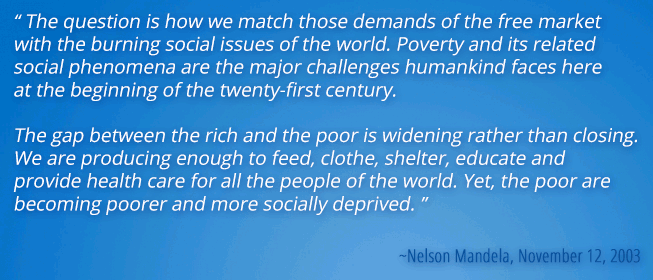 “ The question is how we match those demands of the free market
with the burning social issues of the world. Poverty and its related
social phenomena are the major challenges humankind faces here
at the beginning of the twenty-first century.
The gap between the rich and the poor is widening rather than closing.
We are producing enough to feed, clothe, shelter, educate and
provide health care for all the people of the world. Yet, the poor are
becoming poorer and more socially deprived. ”
~Nelson Mandela, November 12, 2003